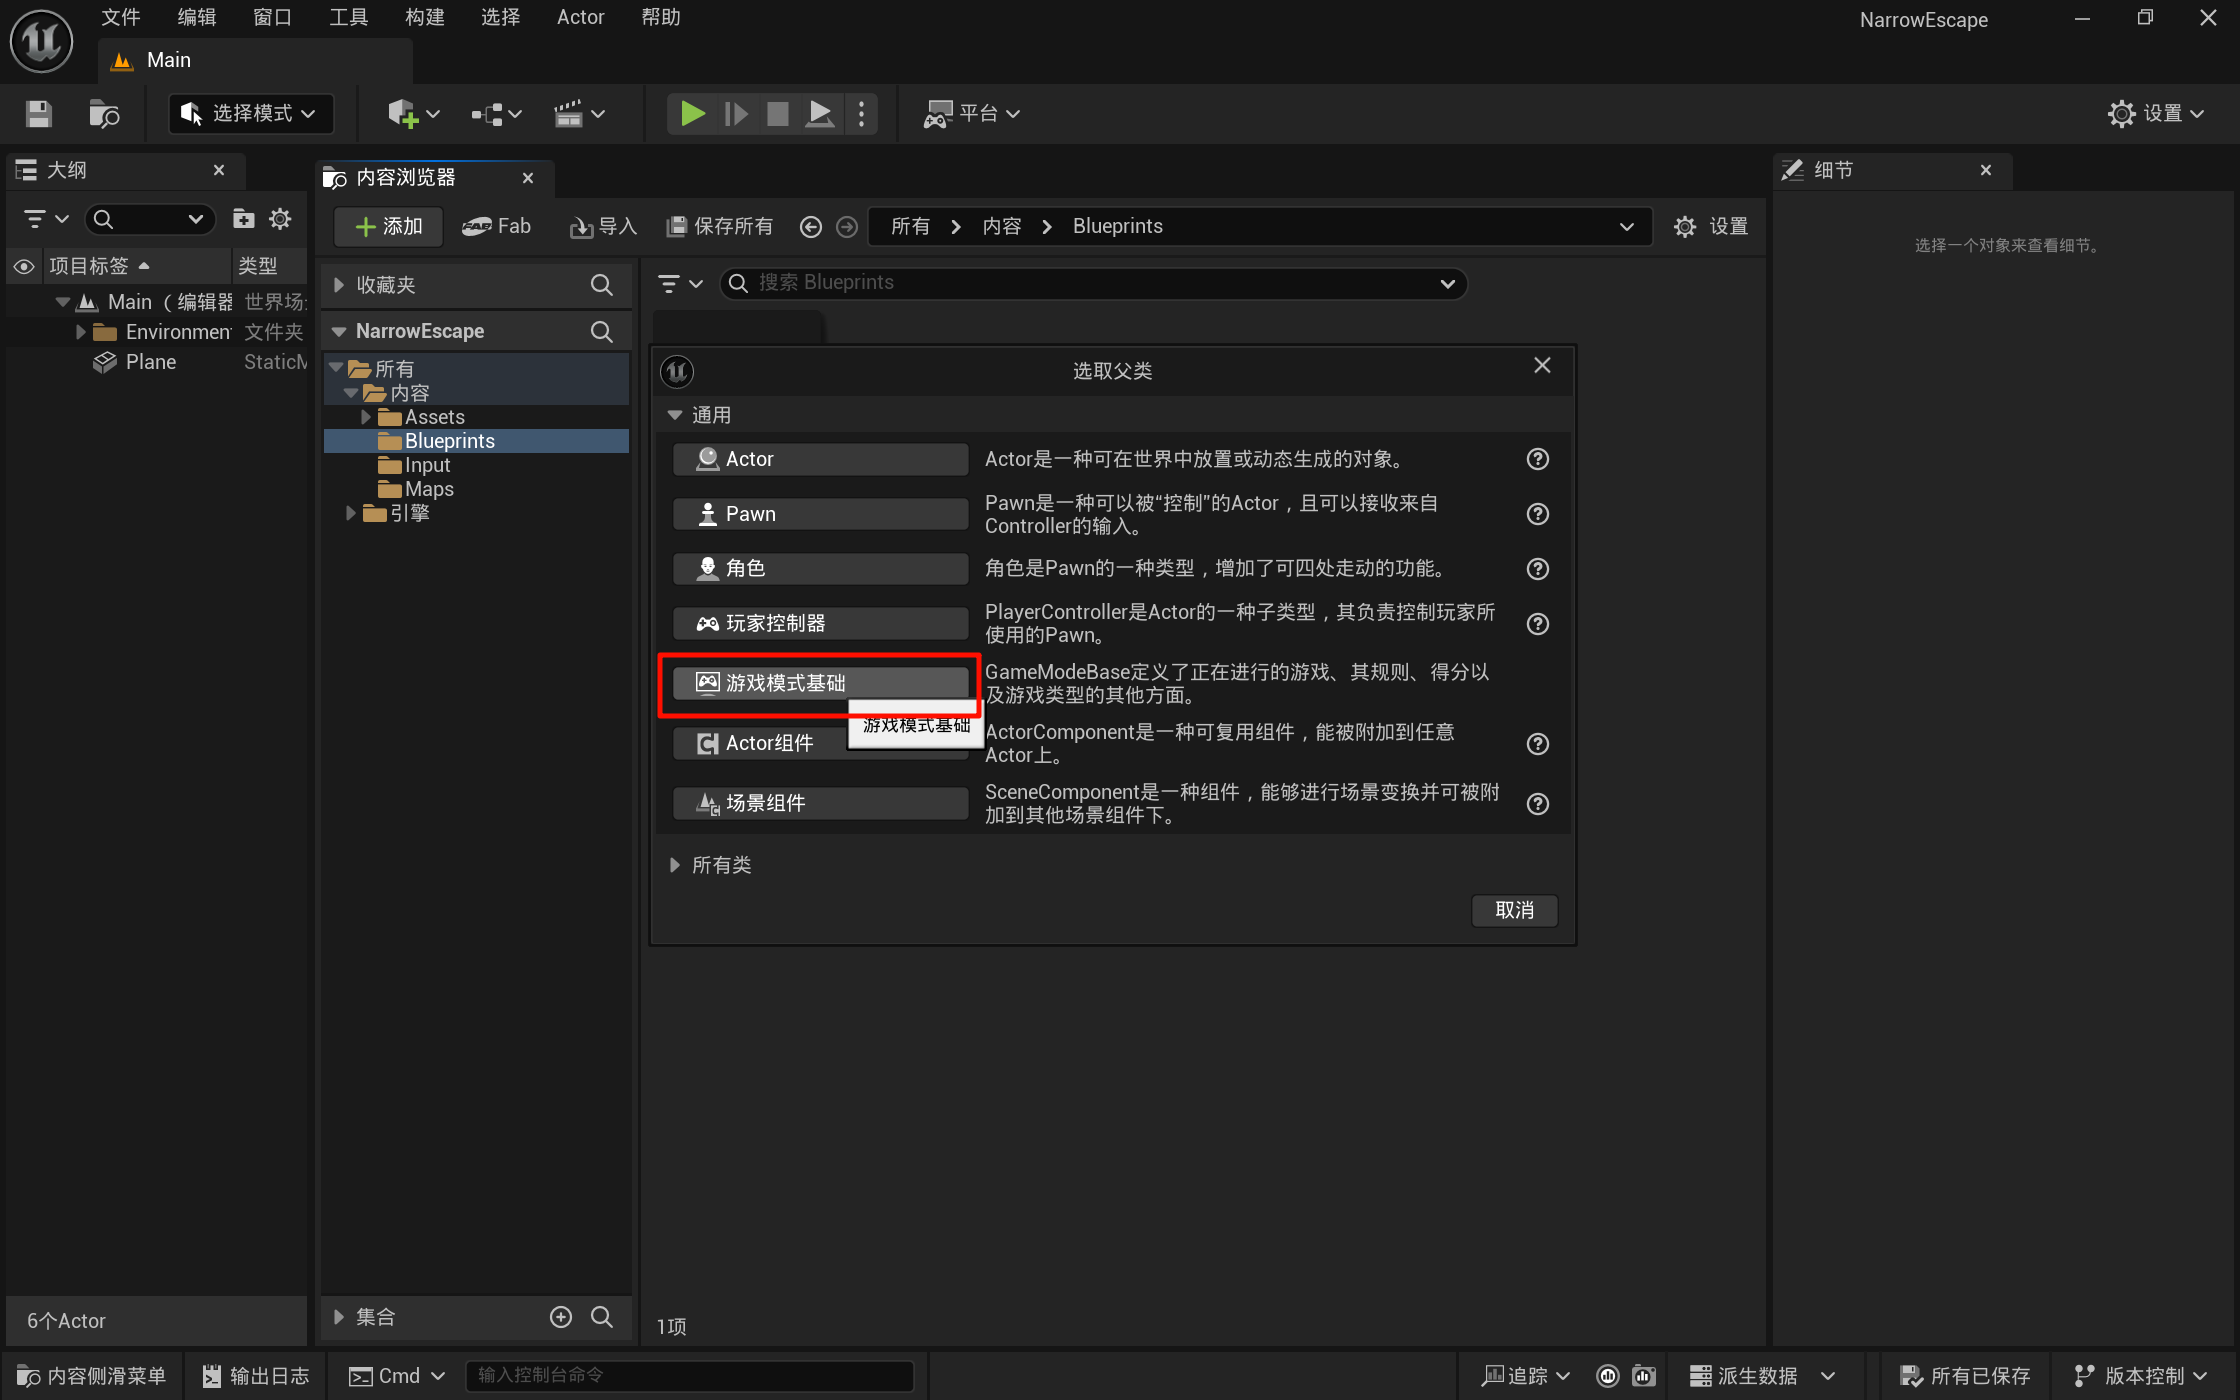 文件 编辑 窗口 工具 构建 选择 Actor 帮助
NarrowEscape
Main
选择模式
平台
设置
大纲
项目标签 类型
Main（编辑器 世界场
Environmen 文件夹
Plane StaticM
6个Actor
内容浏览器
添加 Fab 导入 保存所有 所有 内容 Blueprints 设置
收藏夹
NarrowEscape
所有
内容
Assets
Blueprints
Input
Maps
引擎
集合
搜索 Blueprints
选取父类
通用
Actor Actor是一种可在世界中放置或动态生成的对象。
Pawn Pawn是一种可以被“控制”的Actor，且可以接收来自
Controller的输入。
角色 角色是Pawn的一种类型，增加了可四处走动的功能。
玩家控制器 PlayerController是Actor的一种子类型，其负责控制玩家所
使用的Pawn。
游戏模式基础 GameModeBase定义了正在进行的游戏、其规则、得分以
及游戏类型的其他方面。
游戏模式基础
Actor组件 ActorComponent是一种可复用组件，能被附加到任意
Actor上。
场景组件 SceneComponent是一种组件，能够进行场景变换并可被附
加到其他场景组件下。
所有类
取消
1项
细节
选择一个对象来查看细节。
内容侧滑菜单 输出日志 Cmd 输入控制台命令 追踪 派生数据 所有已保存 版本控制